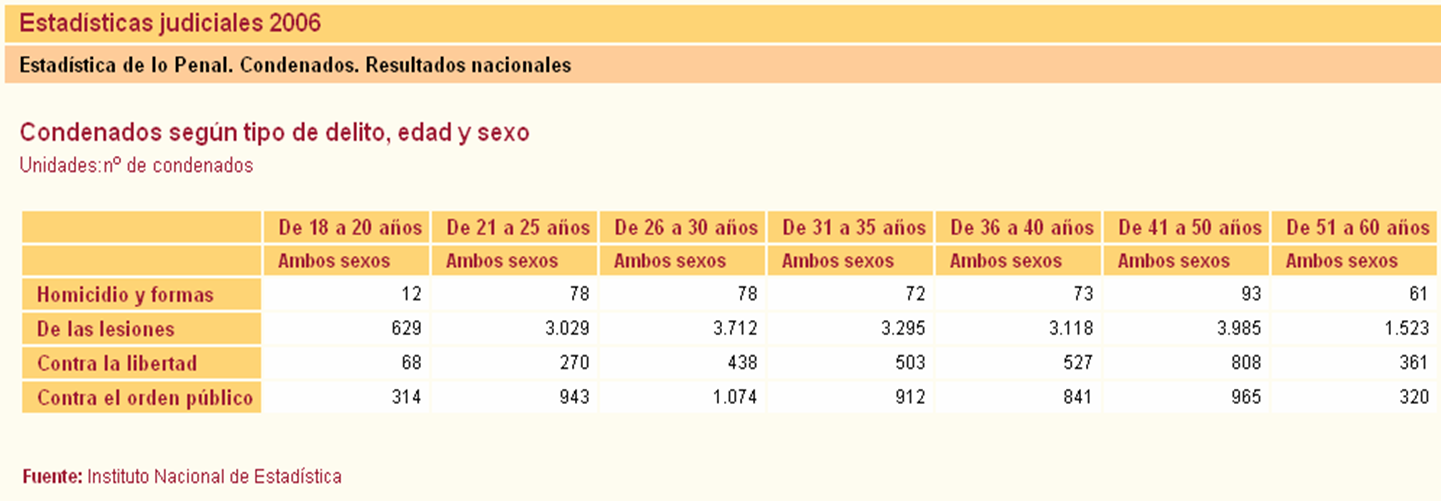 Estadísticas judiciales 2006
Estadística de lo Penal. Condenados. Resultados nacionales
Condenados según tipo de delito, edad y sexo
Unidades:nº de condenados
De 18 a 20 años De 21 a 25 años De 26 a 30 años De 31 a 35 años De 36 a 40 años De 41 a 50 años De 51 a 60 años
Ambos sexos Ambos sexos Ambos sexos Ambos sexos Ambos sexos Ambos sexos Ambos sexos
Homicidio y formas 12 78 78 72 73 93 61
De las lesiones 629 3.029 3.712 3.295 3.118 3.985 1.523
Contra la libertad 68 270 438 503 527 808 361
Contra el orden público 314 943 1.074 912 841 965 320
Fuente: Instituto Nacional de Estadística